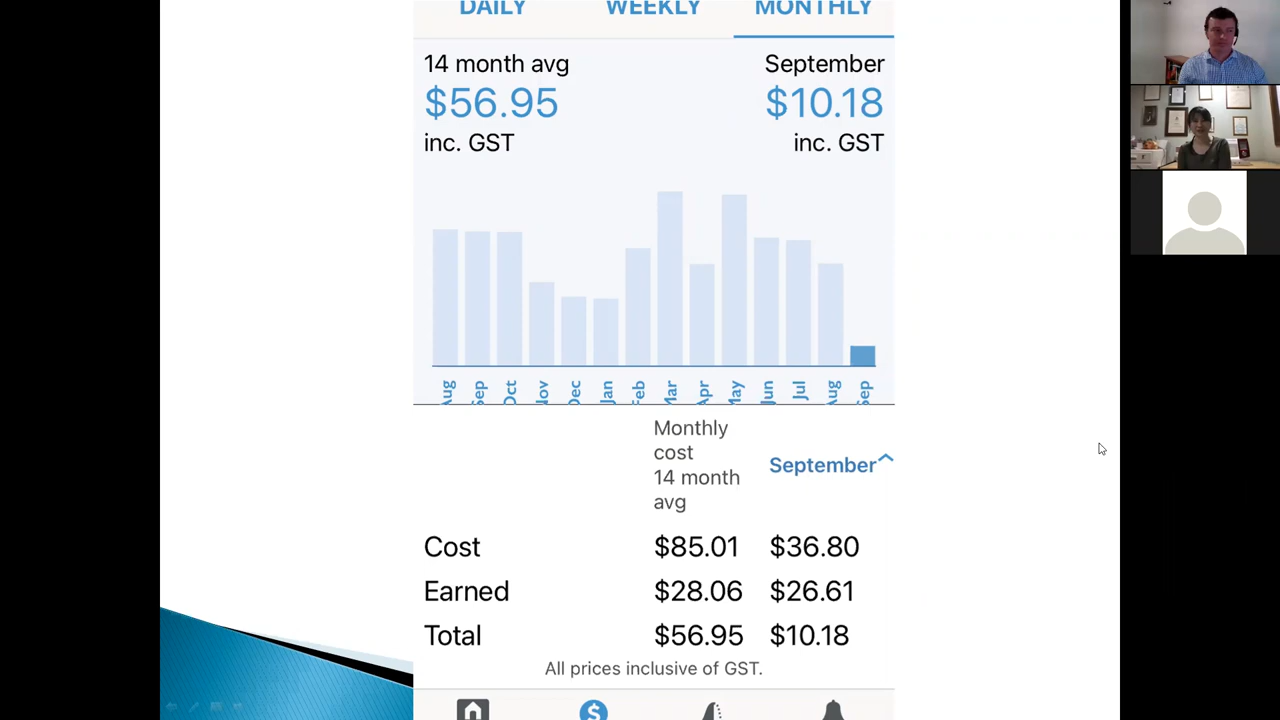 DAILY WEEKLY MONTHLY
14 month avg September
$56.95 $10.18
inc. GST inc. GST
Aug Sep Oct Nov Dec Jan Feb Mar Apr May Jun Jul Aug Sep
Monthly
cost
14 month
avg
September
Cost $85.01 $36.80
Earned $28.06 $26.61
Total $56.95 $10.18
All prices inclusive of GST.
$